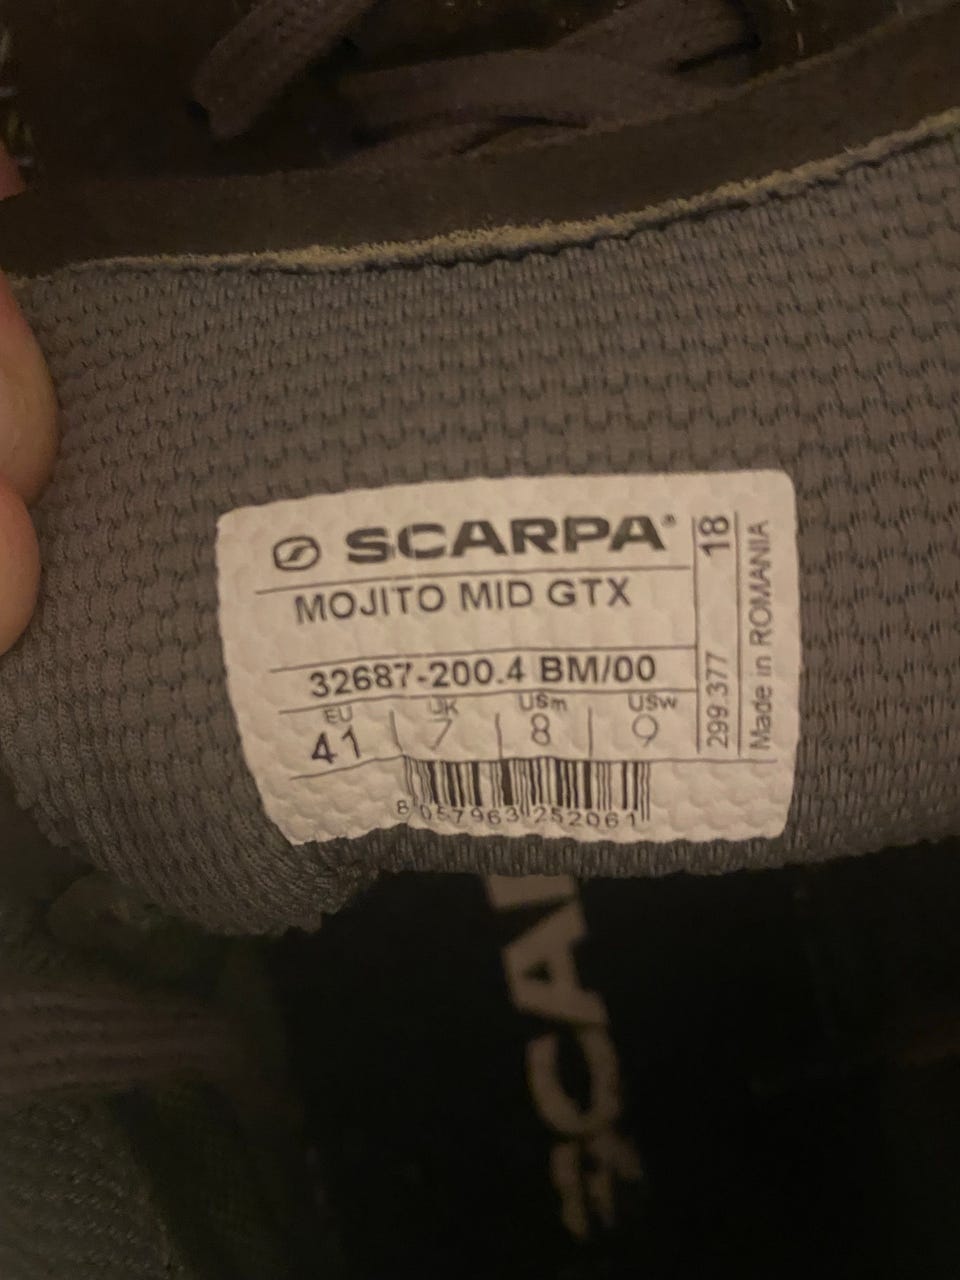 SCARPA®
MOJITO MID GTX
32687-200.4 BM/00
EU UK USm USw
41 7 8 9
8 057963 252061
299.377 18
Made in ROMANIA
SCAR